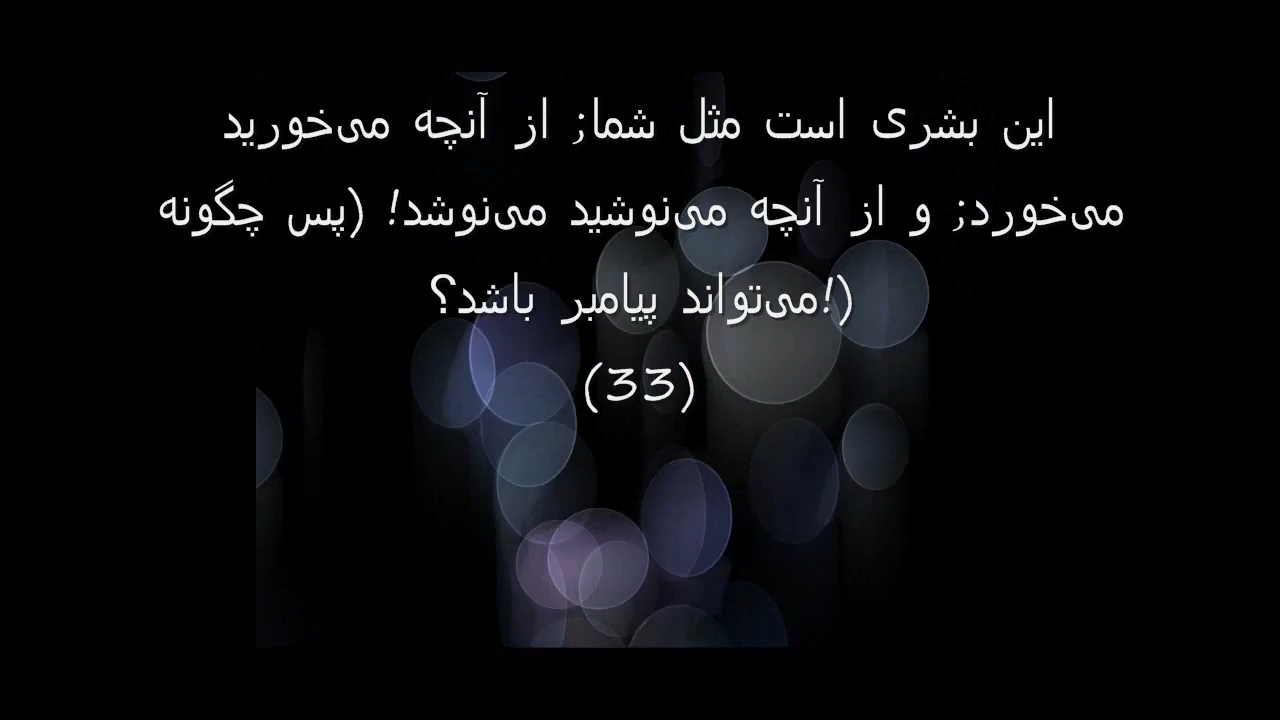 این بشری است مثل شما; از آنچه می‌خورید
می‌خورد; و از آنچه می‌نوشید می‌نوشد! (پس چگونه
(!می‌تواند پیامبر باشد؟
(33)